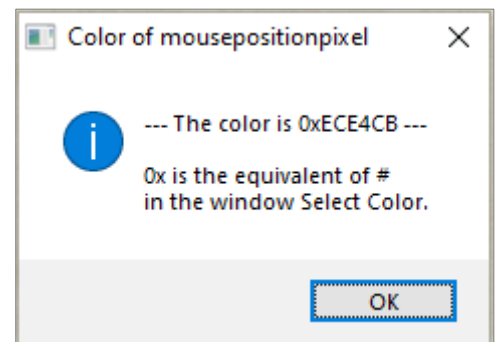 Color of mousepositionpixel
--- The color is 0xECE4CB ---
0x is the equivalent of #
in the window Select Color.
OK